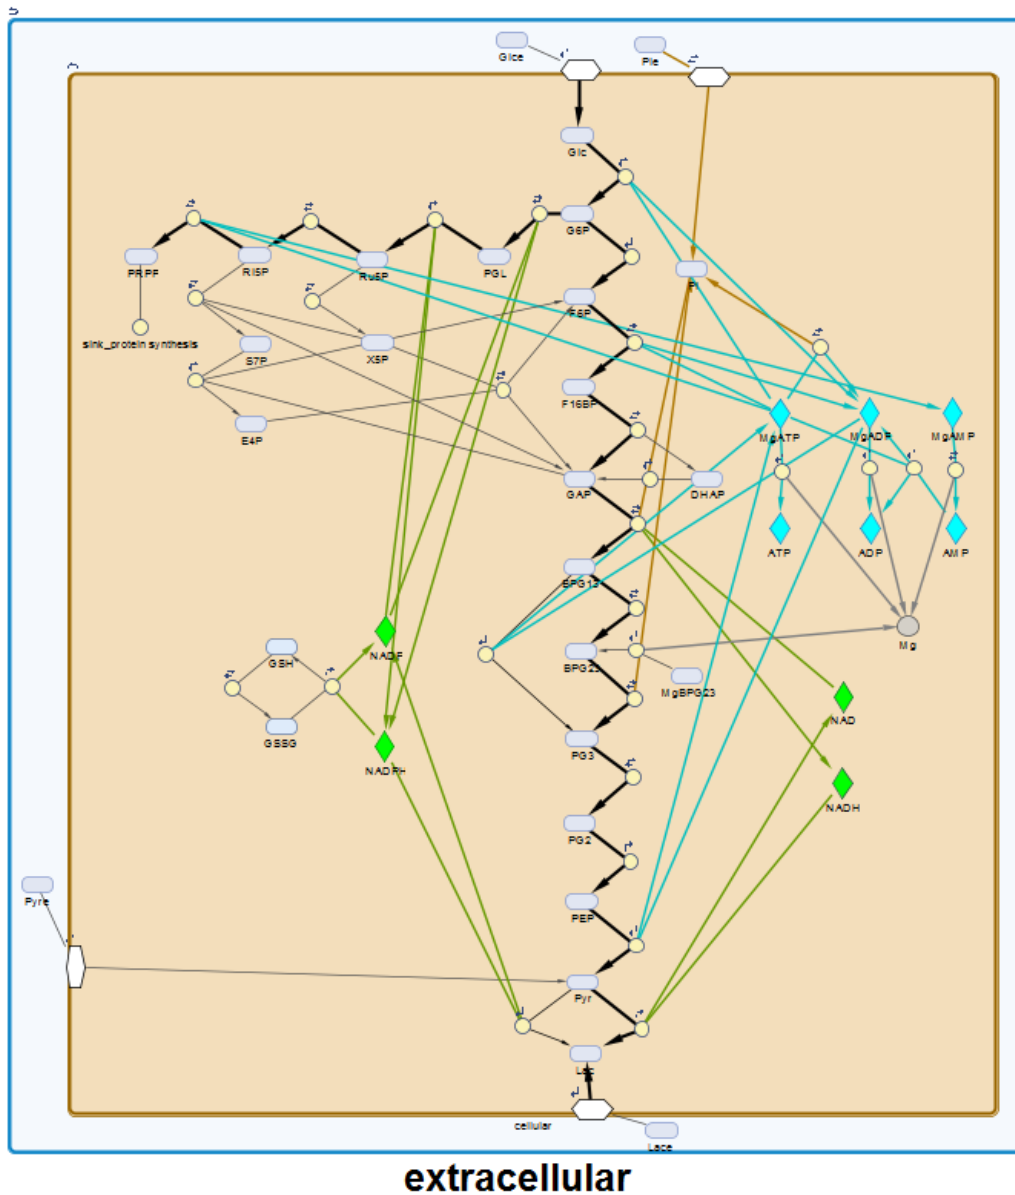 Glce
Pie
Glc
G6P
PRPP
Ri5P
Ru5P
PGL
Pi
F6P
sink_protein synthesis
S7P
X5P
F16BP
E4P
MgATP
MgADP
MgAMP
GAP
DHAP
ATP
ADP
AMP
BPG13
Mg
NADP
GSH
BPG23
MgBPG23
NAD
GSSG
PG3
NADPH
NADH
PG2
Pyre
PEP
Pyr
Lac
cellular
Lace
extracellular